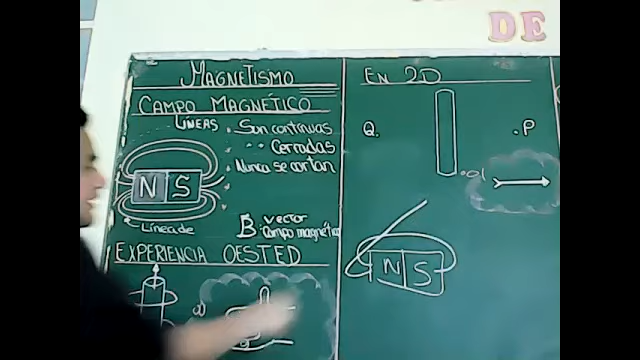 DE
MAGNETISMO
CAMPO MAGNÉTICO
LÍNEAS
• Son continuas
" " Cerradas
• Nunca se cortan
N S
Línea de
B: vector
campo magnético
EXPERIENCIA OESTED
EN 2D
Q.
.P
N S